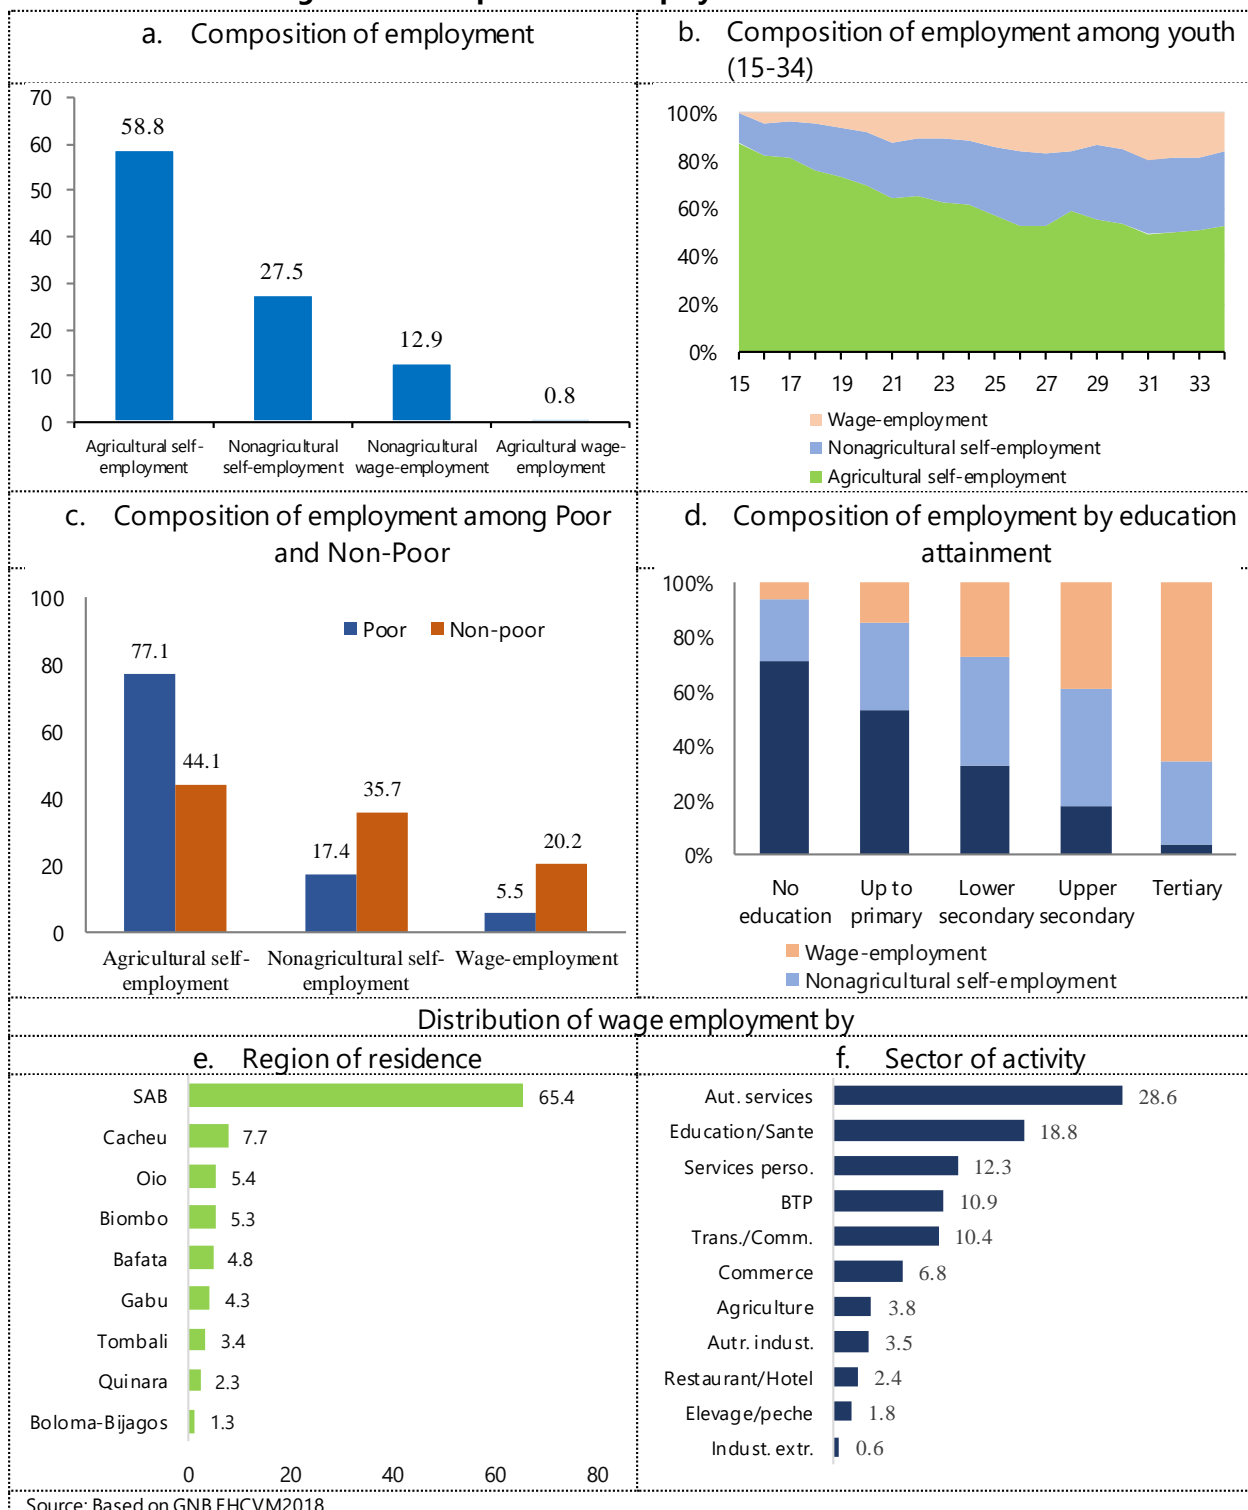 a. Composition of employment
70
60
50
40
30
20
10
0
58.8
27.5
12.9
0.8
Agricultural self-
employment
Nonagricultural
self-employment
Nonagricultural
wage-employment
Agricultural wage-
employment
b. Composition of employment among youth
(15-34)
100%
80%
60%
40%
20%
0%
15 17 19 21 23 25 27 29 31 33
Wage-employment
Nonagricultural self-employment
Agricultural self-employment
c. Composition of employment among Poor
and Non-Poor
100
80
60
40
20
0
Poor Non-poor
77.1
44.1
17.4
35.7
5.5
20.2
Agricultural self-
employment
Nonagricultural self-
employment
Wage-employment
d. Composition of employment by education
attainment
100%
80%
60%
40%
20%
0%
No
education
Up to
primary
Lower
secondary
Upper
secondary
Tertiary
Wage-employment
Nonagricultural self-employment
Distribution of wage employment by
e. Region of residence
SAB 65.4
Cacheu 7.7
Oio 5.4
Biombo 5.3
Bafata 4.8
Gabu 4.3
Tombali 3.4
Quinara 2.3
Boloma-Bijagos 1.3
0 20 40 60 80
f. Sector of activity
Aut. services 28.6
Education/Sante 18.8
Services perso. 12.3
BTP 10.9
Trans./Comm. 10.4
Commerce 6.8
Agriculture 3.8
Autr. indust. 3.5
Restaurant/Hotel 2.4
Elevage/peche 1.8
Indust. extr. 0.6
Source: Based on GNB EHCVM2018